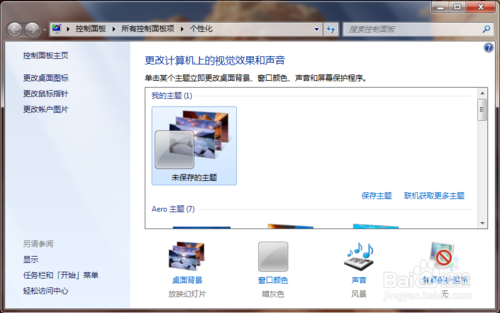 控制面板 所有控制面板项 个性化
搜索控制面板
控制面板主页
更改桌面图标
更改鼠标指针
更改帐户图片
更改计算机上的视觉效果和声音
单击某个主题立即更改桌面背景、窗口颜色、声音和屏幕保护程序。
我的主题 (1)
未保存的主题
保存主题 联机获取更多主题
Aero 主题 (7)
另请参阅
显示
任务栏和「开始」菜单
轻松访问中心
桌面背景
放映幻灯片
窗口颜色
暗灰色
声音
风景
无
jingyan.baidu.com